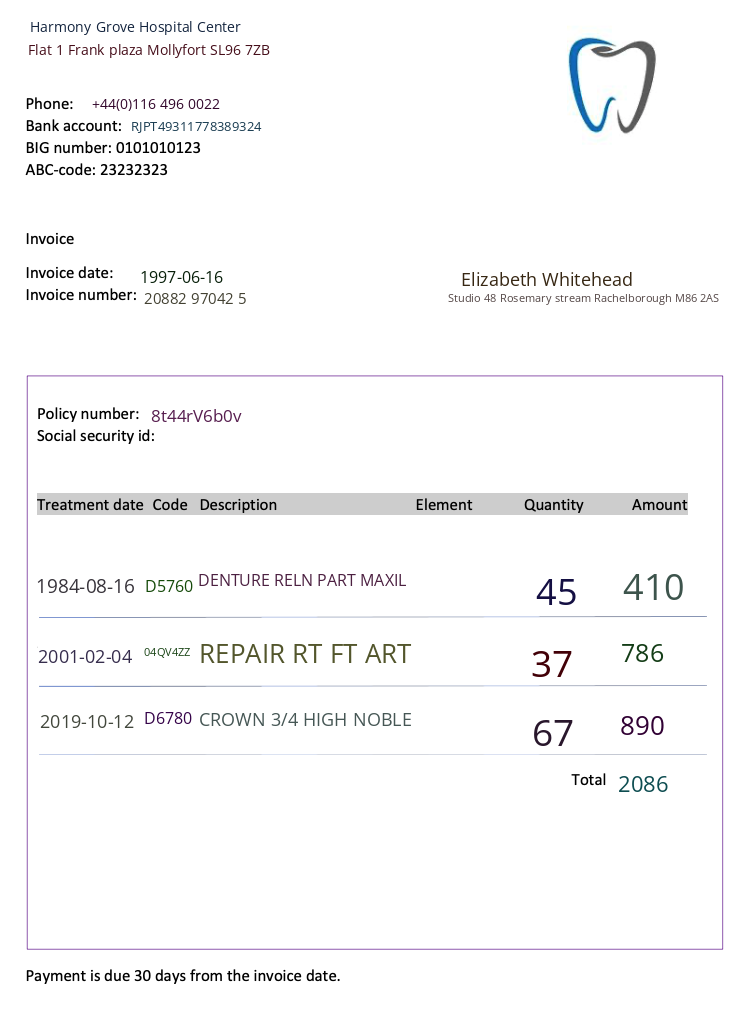 Harmony Grove Hospital Center
Flat 1 Frank plaza Mollyfort SL96 7ZB
Phone: +44(0)116 496 0022
Bank account: RJPT49311778389324
BIG number: 0101010123
ABC-code: 23232323
Invoice
Invoice date: 1997-06-16
Invoice number: 20882 97042 5
Elizabeth Whitehead
Studio 48 Rosemary stream Rachelborough M86 2AS
Policy number: 8t44rV6b0v
Social security id:
Treatment date Code Description Element Quantity Amount
1984-08-16 D5760 DENTURE RELN PART MAXIL 45 410
2001-02-04 04QV4ZZ REPAIR RT FT ART 37 786
2019-10-12 D6780 CROWN 3/4 HIGH NOBLE 67 890
Total 2086
Payment is due 30 days from the invoice date.